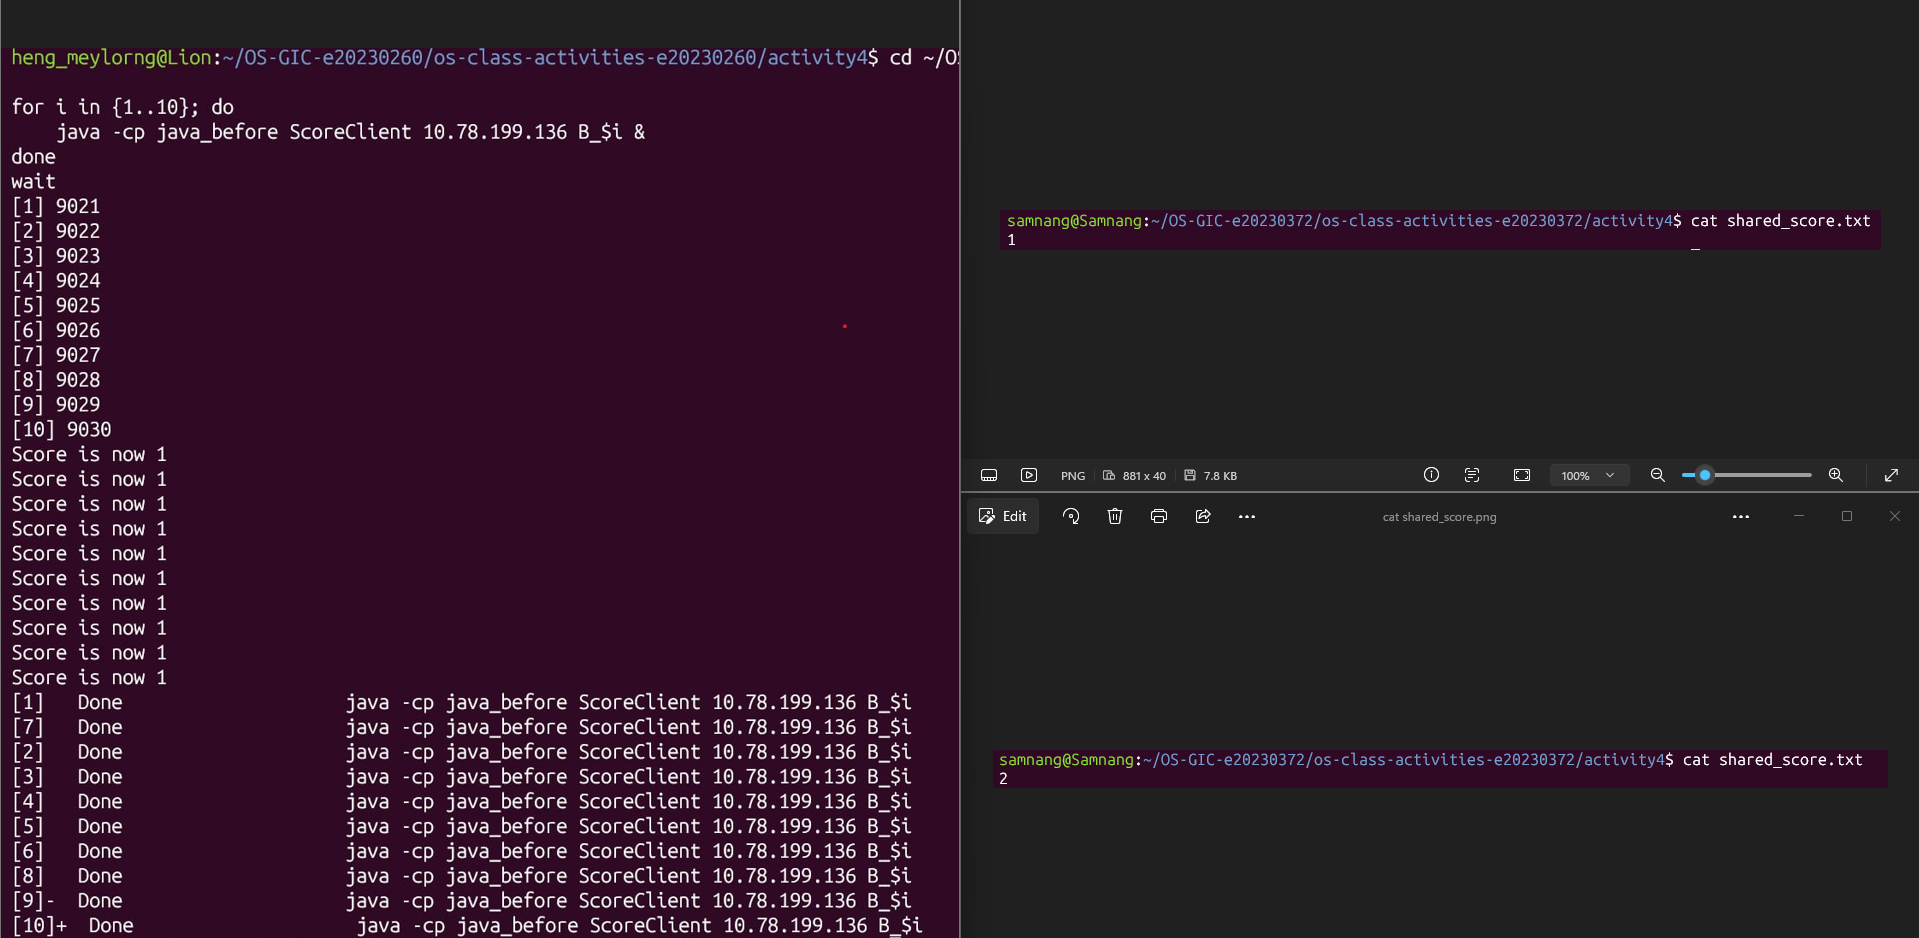 heng_meylorng@Lion:~/OS-GIC-e20230260/os-class-activities-e20230260/activity4$ cd ~/OS
for i in {1..10}; do
    java -cp java_before ScoreClient 10.78.199.136 B_$i &
done
wait
[1] 9021
[2] 9022
[3] 9023
[4] 9024
[5] 9025
[6] 9026
[7] 9027
[8] 9028
[9] 9029
[10] 9030
Score is now 1
Score is now 1
Score is now 1
Score is now 1
Score is now 1
Score is now 1
Score is now 1
Score is now 1
Score is now 1
Score is now 1
[1]   Done                    java -cp java_before ScoreClient 10.78.199.136 B_$i
[7]   Done                    java -cp java_before ScoreClient 10.78.199.136 B_$i
[2]   Done                    java -cp java_before ScoreClient 10.78.199.136 B_$i
[3]   Done                    java -cp java_before ScoreClient 10.78.199.136 B_$i
[4]   Done                    java -cp java_before ScoreClient 10.78.199.136 B_$i
[5]   Done                    java -cp java_before ScoreClient 10.78.199.136 B_$i
[6]   Done                    java -cp java_before ScoreClient 10.78.199.136 B_$i
[8]   Done                    java -cp java_before ScoreClient 10.78.199.136 B_$i
[9]-  Done                    java -cp java_before ScoreClient 10.78.199.136 B_$i
[10]+  Done                    java -cp java_before ScoreClient 10.78.199.136 B_$i
samnang@Samnang:~/OS-GIC-e20230372/os-class-activities-e20230372/activity4$ cat shared_score.txt
1
PNG 881 x 40 7.8 KB 100%
Edit cat shared_score.png
samnang@Samnang:~/OS-GIC-e20230372/os-class-activities-e20230372/activity4$ cat shared_score.txt
2